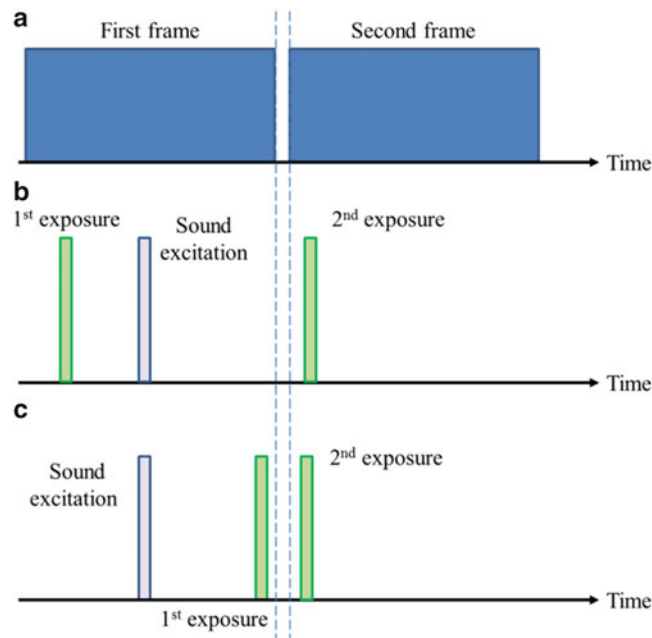 a
First frame
Second frame
Time
b
1st exposure
Sound
excitation
2nd exposure
Time
c
Sound
excitation
2nd exposure
1st exposure
Time